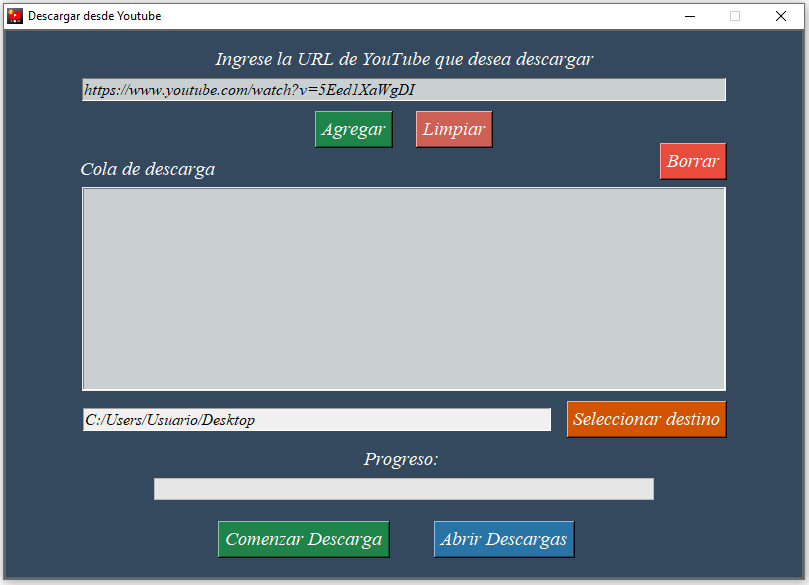 Descargar desde Youtube
Ingrese la URL de YouTube que desea descargar
https://www.youtube.com/watch?v=5Eed1XaWgDI
Agregar Limpiar
Borrar
Cola de descarga
C:/Users/Usuario/Desktop Seleccionar destino
Progreso:
Comenzar Descarga Abrir Descargas